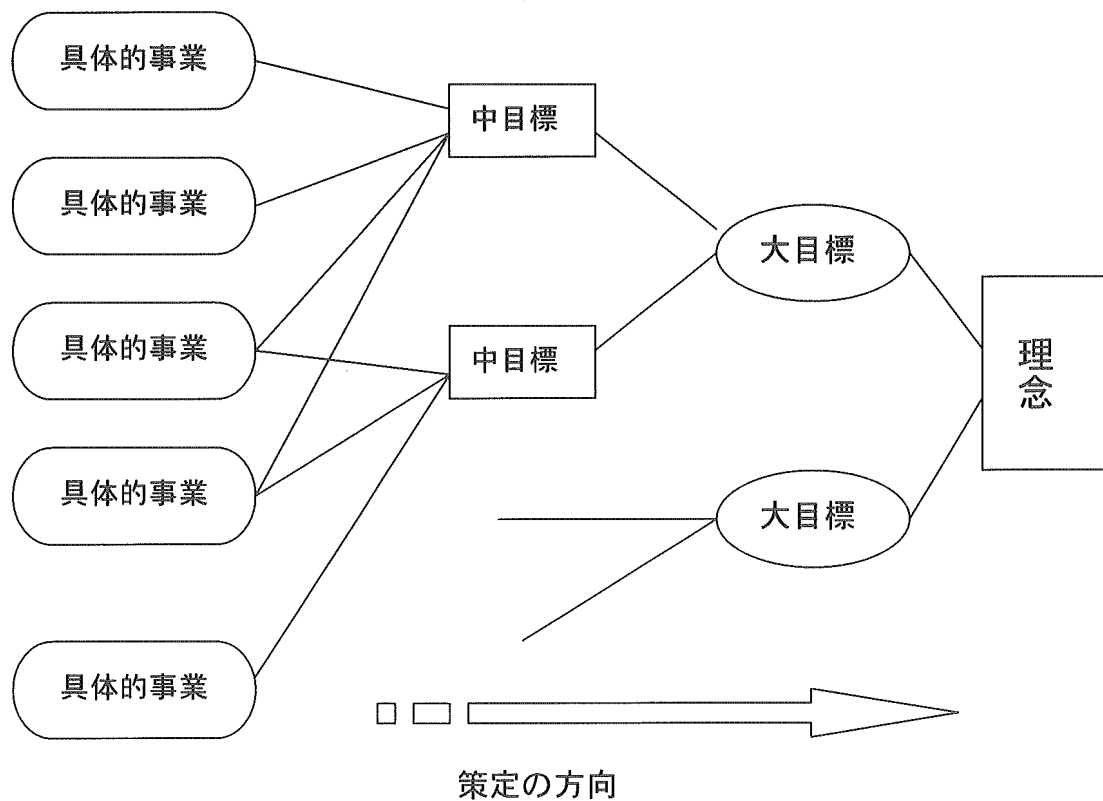 具体的事業
中目標
具体的事業
大目標
具体的事業
中目標
理念
具体的事業
大目標
具体的事業
策定の方向